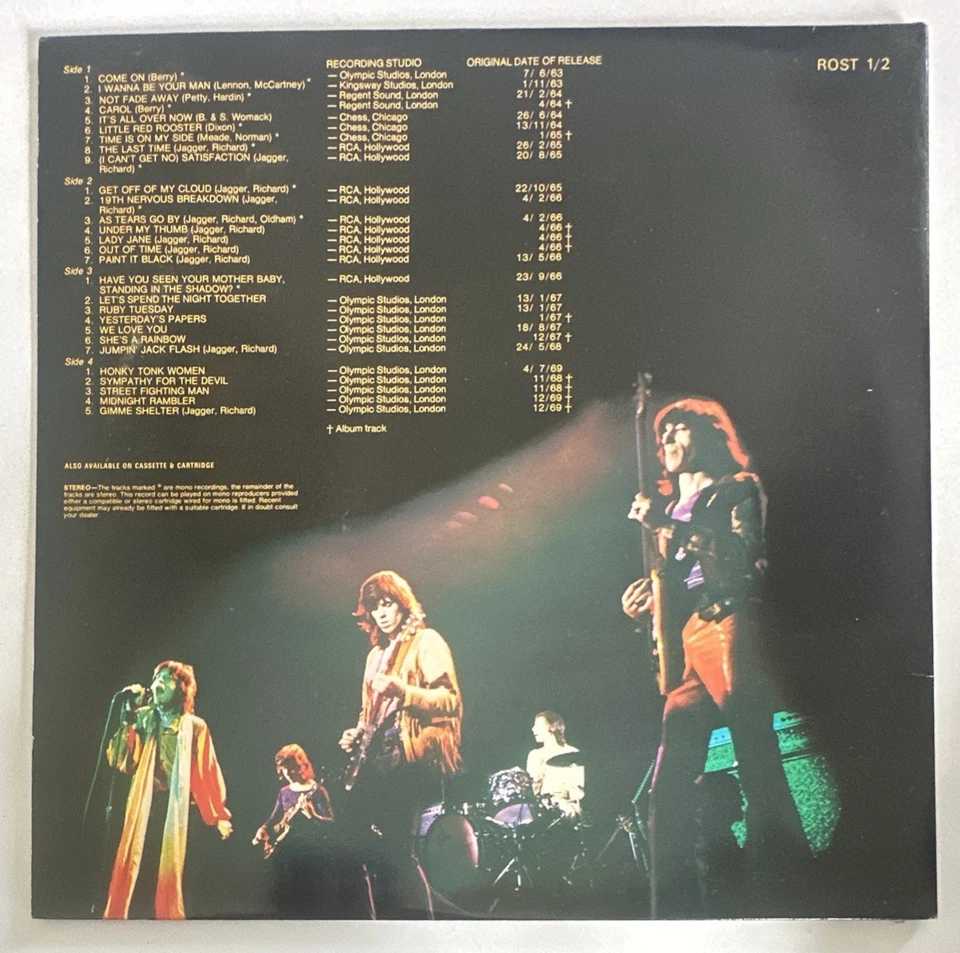 RECORDING STUDIO ORIGINAL DATE OF RELEASE ROST 1/2
Side 1
1. COME ON (Berry) * — Olympic Studios, London 7/ 6/63
2. I WANNA BE YOUR MAN (Lennon, McCartney) * — Kingsway Studios, London 1/11/63
3. NOT FADE AWAY (Petty, Hardin) * — Regent Sound, London 21/ 2/64
4. CAROL (Berry) * — Regent Sound, London 4/64 †
5. IT'S ALL OVER NOW (B. & S. Womack) — Chess, Chicago 26/ 6/64
6. LITTLE RED ROOSTER (Dixon) * — Chess, Chicago 13/11/64
7. TIME IS ON MY SIDE (Meade, Norman) * — Chess, Chicago 1/65 †
8. THE LAST TIME (Jagger, Richard) * — RCA, Hollywood 26/ 2/65
9. (I CAN'T GET NO) SATISFACTION (Jagger, — RCA, Hollywood 20/ 8/65
Richard) *
Side 2
1. GET OFF OF MY CLOUD (Jagger, Richard) * — RCA, Hollywood 22/10/65
2. 19TH NERVOUS BREAKDOWN (Jagger, — RCA, Hollywood 4/ 2/66
Richard) *
3. AS TEARS GO BY (Jagger, Richard, Oldham) * — RCA, Hollywood 4/ 2/66
4. UNDER MY THUMB (Jagger, Richard) — RCA, Hollywood 4/66 †
5. LADY JANE (Jagger, Richard) — RCA, Hollywood 4/66 †
6. OUT OF TIME (Jagger, Richard) — RCA, Hollywood 4/66 †
7. PAINT IT BLACK (Jagger, Richard) — RCA, Hollywood 13/ 5/66
Side 3
1. HAVE YOU SEEN YOUR MOTHER BABY, — RCA, Hollywood 23/ 9/66
STANDING IN THE SHADOW? *
2. LET'S SPEND THE NIGHT TOGETHER — Olympic Studios, London 13/ 1/67
3. RUBY TUESDAY — Olympic Studios, London 13/ 1/67
4. YESTERDAY'S PAPERS — Olympic Studios, London 1/67 †
5. WE LOVE YOU — Olympic Studios, London 18/ 8/67
6. SHE'S A RAINBOW — Olympic Studios, London 12/67 †
7. JUMPIN' JACK FLASH (Jagger, Richard) — Olympic Studios, London 24/ 5/68
Side 4
1. HONKY TONK WOMEN — Olympic Studios, London 4/ 7/69
2. SYMPATHY FOR THE DEVIL — Olympic Studios, London 11/68 †
3. STREET FIGHTING MAN — Olympic Studios, London 11/68 †
4. MIDNIGHT RAMBLER — Olympic Studios, London 12/69 †
5. GIMME SHELTER (Jagger, Richard) — Olympic Studios, London 12/69 †
† Album track
ALSO AVAILABLE ON CASSETTE & CARTRIDGE
STEREO—The tracks marked * are mono recordings, the remainder of the
tracks are stereo. This record can be played on mono reproducers provided
either a compatible or stereo cartridge wired for mono is fitted. Recent
equipment may already be fitted with a suitable cartridge. If in doubt consult
your dealer